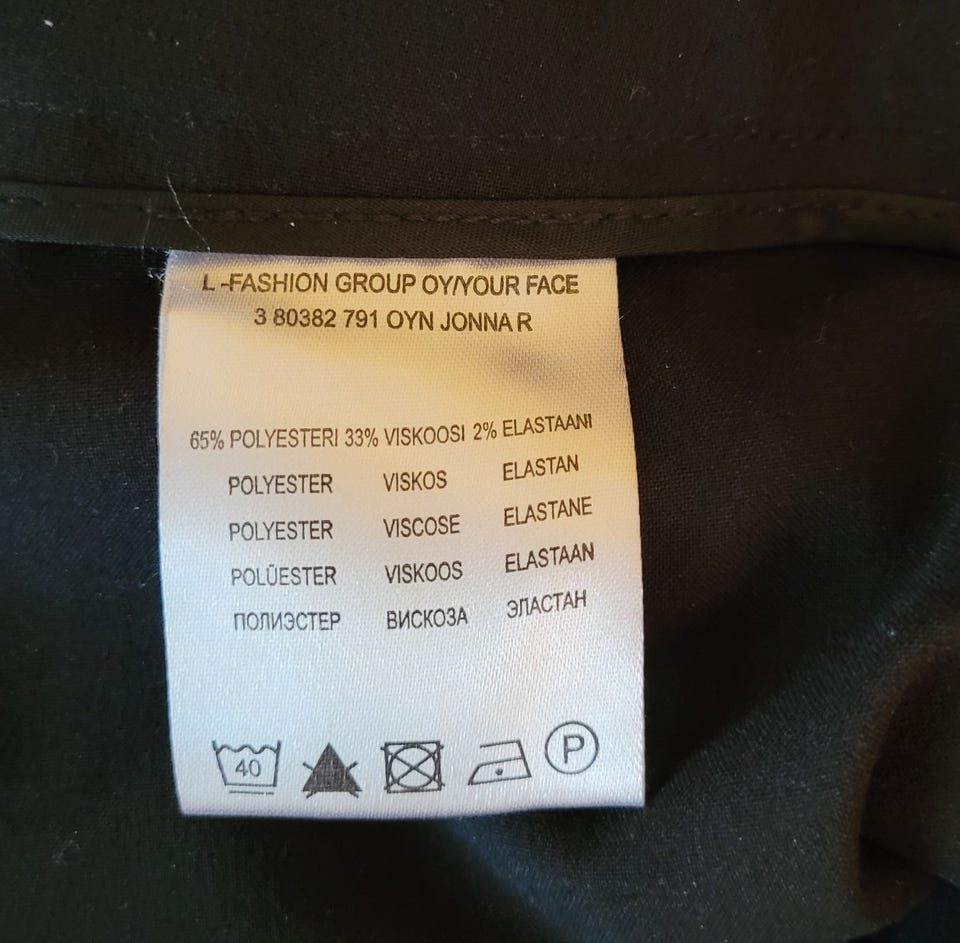 L-FASHION GROUP OY/YOUR FACE
3 80382 791 OYN JONNA R
65% POLYESTERI 33% VISKOOSI 2% ELASTAANI
POLYESTER VISKOS ELASTAN
POLYESTER VISCOSE ELASTANE
POLÜESTER VISKOOS ELASTAAN
ПОЛИЭСТЕР ВИСКОЗА ЭЛАСТАН
40 P